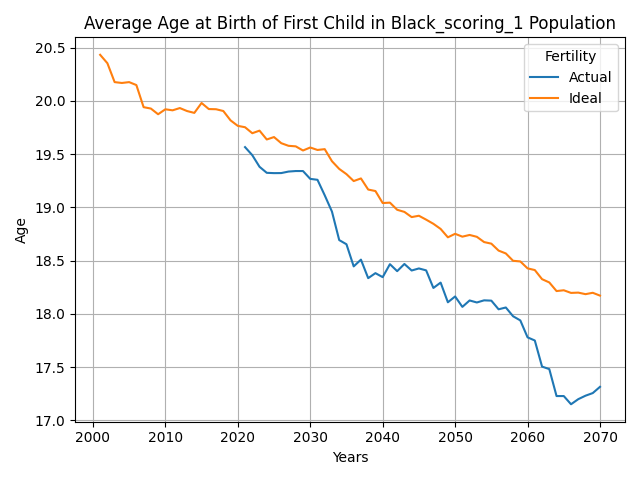 Average Age at Birth of First Child in Black_scoring_1 Population
Fertility
Actual
Ideal
Age
20.5
20.0
19.5
19.0
18.5
18.0
17.5
17.0
2000 2010 2020 2030 2040 2050 2060 2070
Years